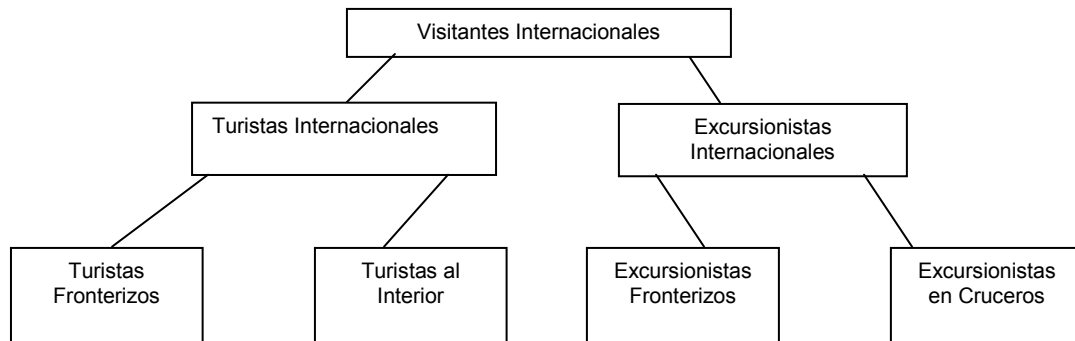 Visitantes Internacionales
Turistas Internacionales
Excursionistas
Internacionales
Turistas
Fronterizos
Turistas al
Interior
Excursionistas
Fronterizos
Excursionistas
en Cruceros